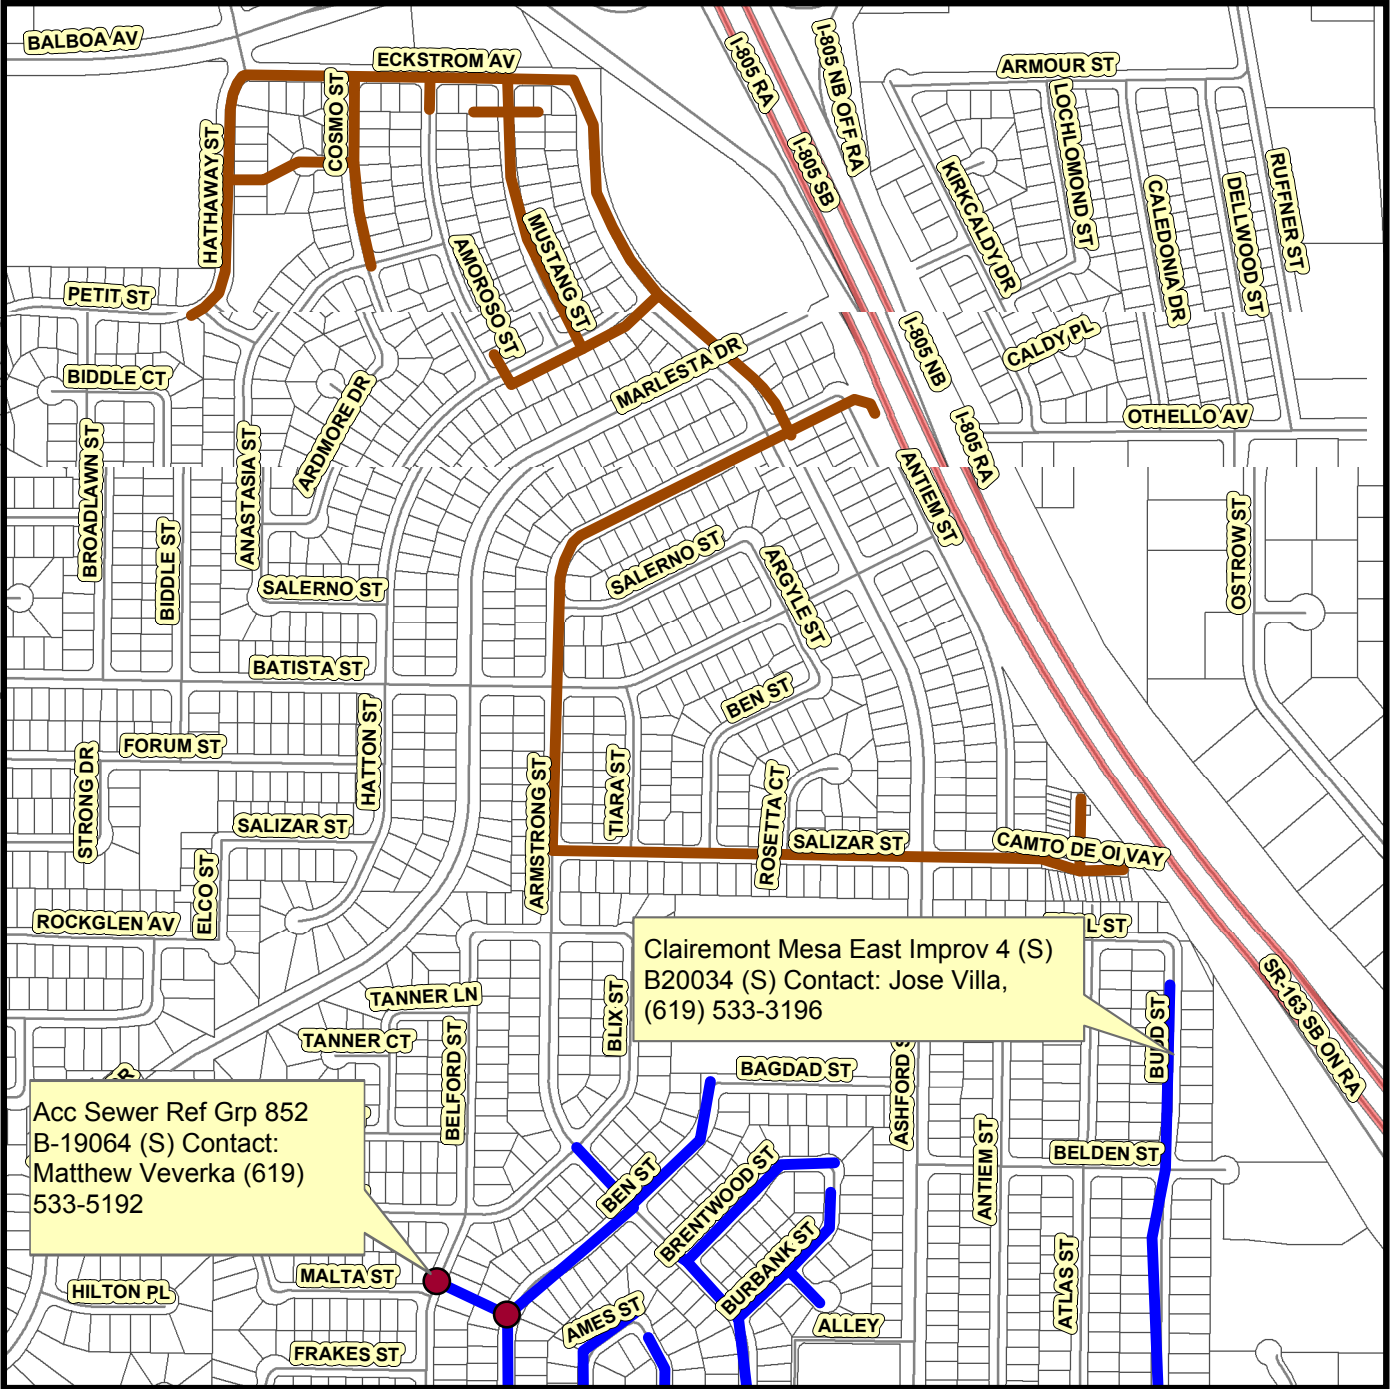 BALBOA AV
ECKSTROM AV
I-805 RA
I-805 NB OFF RA
ARMOUR ST
COSMO ST
HATHAWAY ST
I-805 SB
LOCHLOMOND ST
KIRKCALDY DR
CALEDONIA DR
DELLWOOD ST
RUFFNER ST
MUSTANG ST
AMOROSO ST
PETIT ST
I-805 NB
CALDY PL
MARLESTA DR
BIDDLE CT
ARDMORE DR
OTHELLO AV
I-805 RA
BROADLAWN ST
ANASTASIA ST
ANTIEM ST
OSTROW ST
BIDDLE ST
SALERNO ST
SALERNO ST
ARGYLE ST
BATISTA ST
BEN ST
HATTON ST
FORUM ST
STRONG DR
ARMSTRONG ST
TIARA ST
ROSETTA CT
SALIZAR ST
SALIZAR ST
CAMTO DE OI VAY
ELCO ST
ROCKGLEN AV
L ST
Clairemont Mesa East Improv 4 (S)
B20034 (S) Contact: Jose Villa,
(619) 533-3196
SR-163 SB ON RA
TANNER LN
BLIX ST
BUDD ST
TANNER CT
BELFORD ST
BAGDAD ST
ASHFORD S
DR
Acc Sewer Ref Grp 852
B-19064 (S) Contact:
Matthew Veverka (619)
533-5192
ANTIEM ST
BELDEN ST
BEN ST
BRENTWOOD ST
BURBANK ST
ATLAS ST
MALTA ST
HILTON PL
AMES ST
ALLEY
FRAKES ST